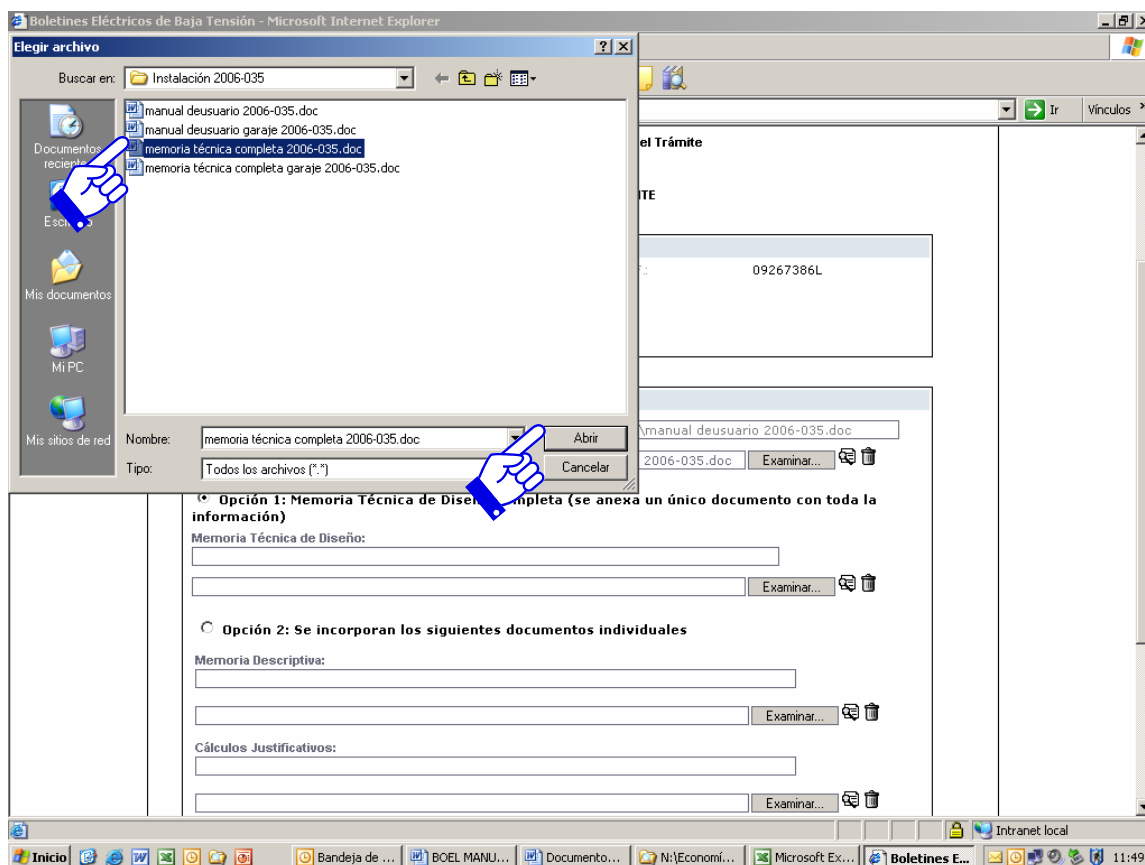 Boletines Eléctricos de Baja Tensión - Microsoft Internet Explorer
Elegir archivo
Buscar en:
Instalación 2006-035
manual deusuario 2006-035.doc
manual deusuario garaje 2006-035.doc
memoria técnica completa 2006-035.doc
memoria técnica completa garaje 2006-035.doc
Documentos
Mis documentos
Mi PC
Mis sitios de red
Nombre:
memoria técnica completa 2006-035.doc
Abrir
Tipo:
Todos los archivos (*.*)
Cancelar
Ir
Vínculos
el Trámite
09267386L
\manual deusuario 2006-035.doc
2006-035.doc
Examinar...
Opción 1: Memoria Técnica de (se anexa un único documento con toda la
información)
Memoria Técnica de Diseño:
Examinar...
Opción 2: Se incorporan los siguientes documentos individuales
Memoria Descriptiva:
Examinar...
Cálculos Justificativos:
Examinar...
Intranet local
Inicio
Bandeja de ...
BOEL MANU...
Documento...
N:\Economí...
Microsoft Ex...
Boletines E...
11:49